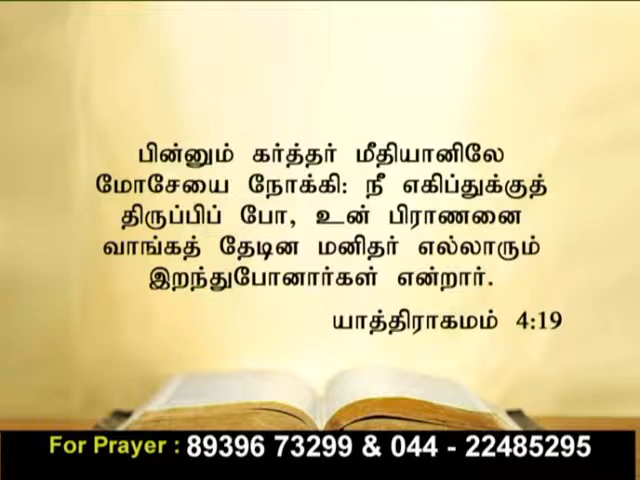 பின்னும் கர்த்தர் மீதியானிலே
மோசேயை நோக்கி: நீ எகிப்துக்குத்
திருப்பிப் போ, உன் பிராணனை
வாங்கத் தேடின மனிதர் எல்லாரும்
இறந்துபோனார்கள் என்றார்.
யாத்திராகமம் 4:19
For Prayer : 89396 73299 & 044 - 22485295